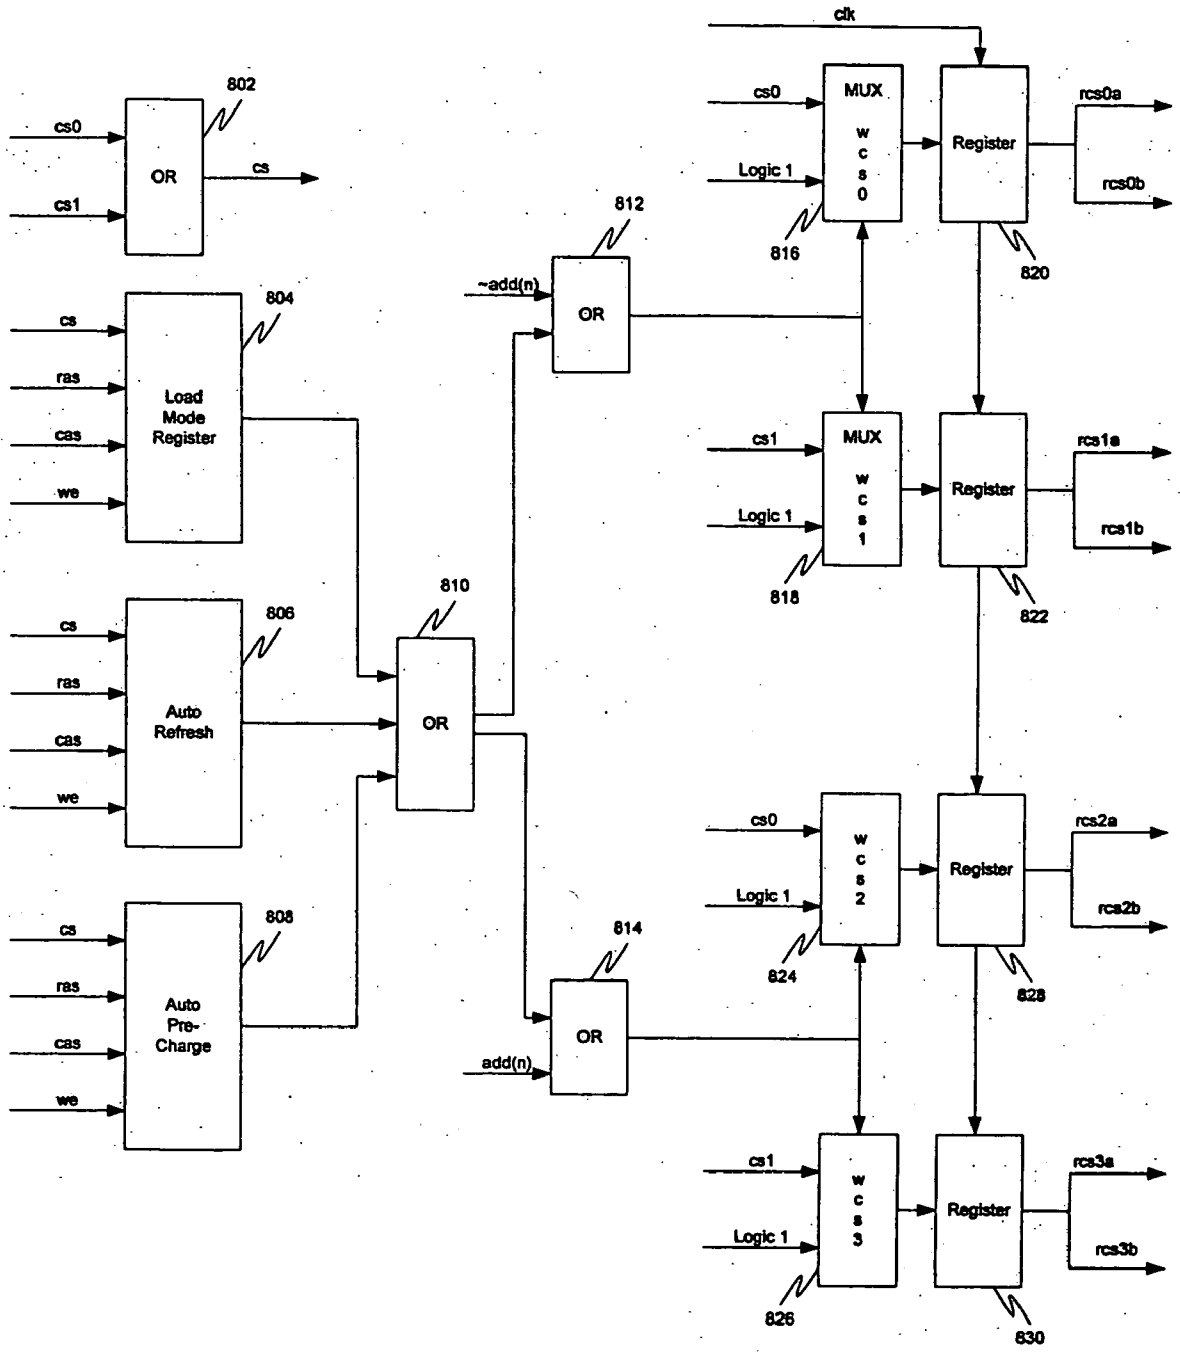 clk
cs0
Logic 1
MUX
w
c
s
0
816
Register
820
rcs0a
rcs0b
802
cs0
cs1
OR
cs
804
cs
ras
cas
we
Load
Mode
Register
812
~add(n)
OR
cs1
Logic 1
MUX
w
c
s
1
818
Register
822
rcs1a
rcs1b
806
cs
ras
cas
we
Auto
Refresh
810
OR
808
cs
ras
cas
we
Auto
Pre-
Charge
814
OR
add(n)
cs0
Logic 1
w
c
s
2
824
Register
828
rcs2a
rcs2b
cs1
Logic 1
w
c
s
3
826
Register
830
rcs3a
rcs3b